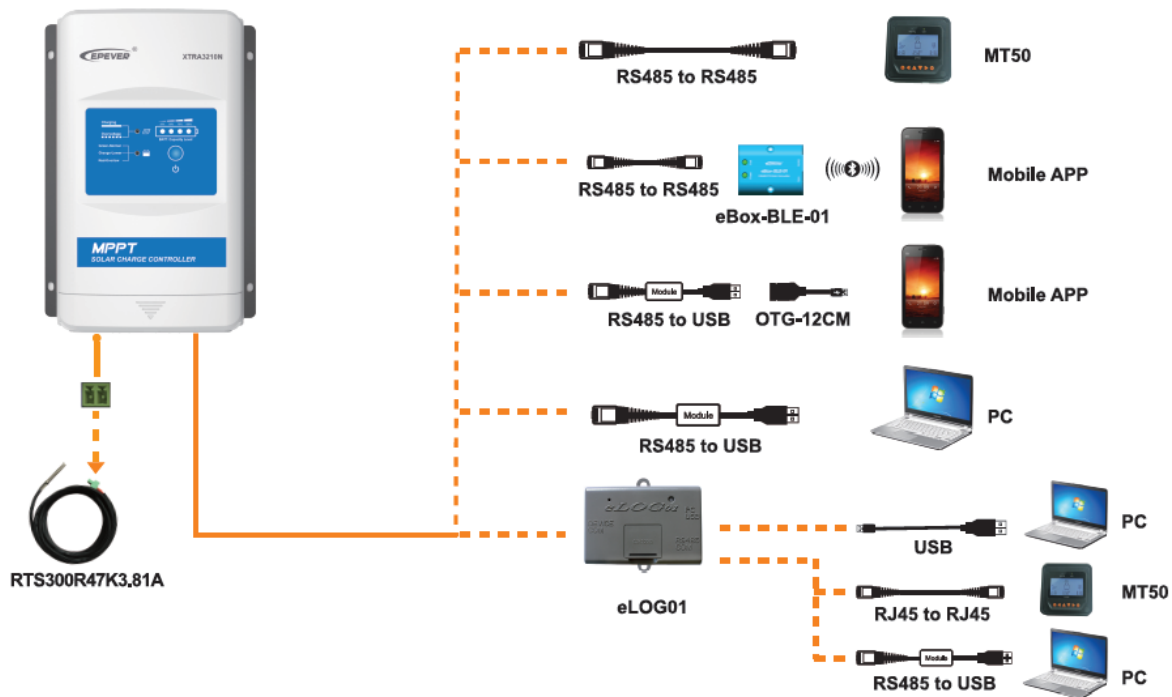 EPEVER ®
XTRA3210N
MPPT
SOLAR CHARGE CONTROLLER
RTS300R47K3.81A
RS485 to RS485
MT50
RS485 to RS485
eBox-BLE-01
Mobile APP
Module
RS485 to USB
OTG-12CM
Mobile APP
Module
RS485 to USB
PC
eLOG01
eLOG01
USB
PC
RJ45 to RJ45
MT50
Module
RS485 to USB
PC